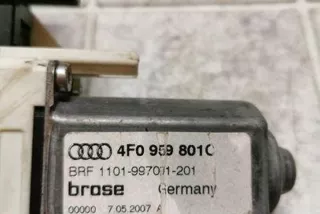 4F0 959 801C
BRF 1101-997011-201
brose Germany
00000 7.05.2007 A